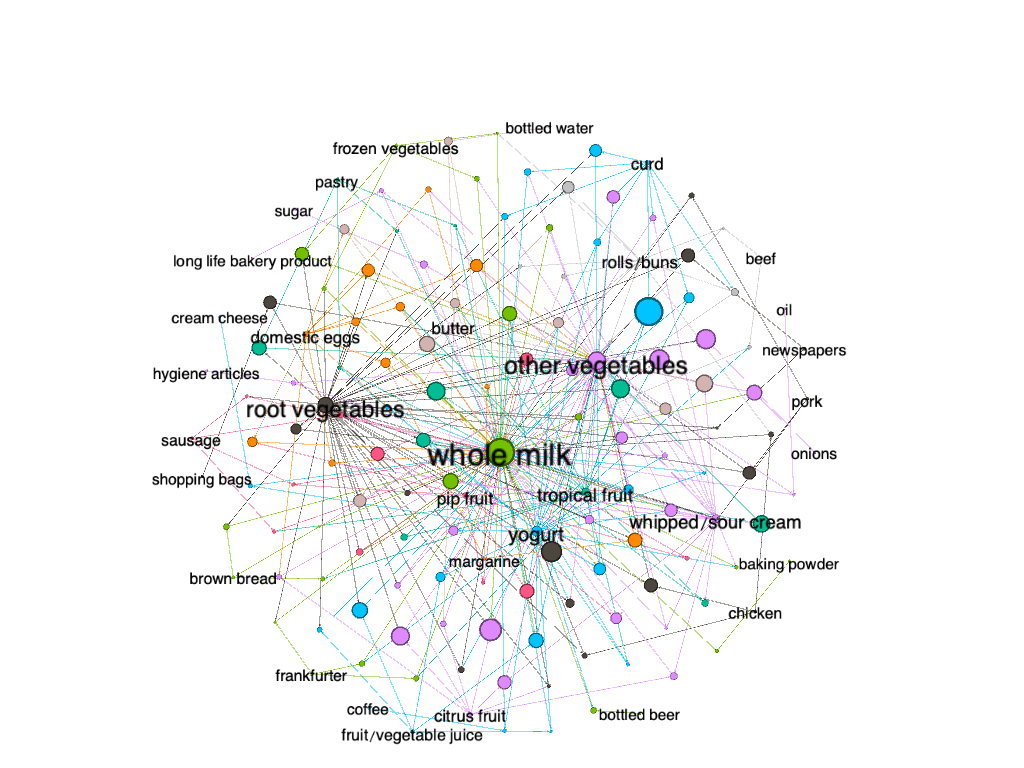 bottled water
frozen vegetables
curd
pastry
sugar
long life bakery product
rolls/buns
beef
oil
cream cheese
butter
domestic eggs
newspapers
other vegetables
hygiene articles
root vegetables
pork
sausage
whole milk
onions
shopping bags
pip fruit
tropical fruit
whipped/sour cream
yogurt
margarine
baking powder
brown bread
chicken
frankfurter
coffee
citrus fruit
bottled beer
fruit/vegetable juice